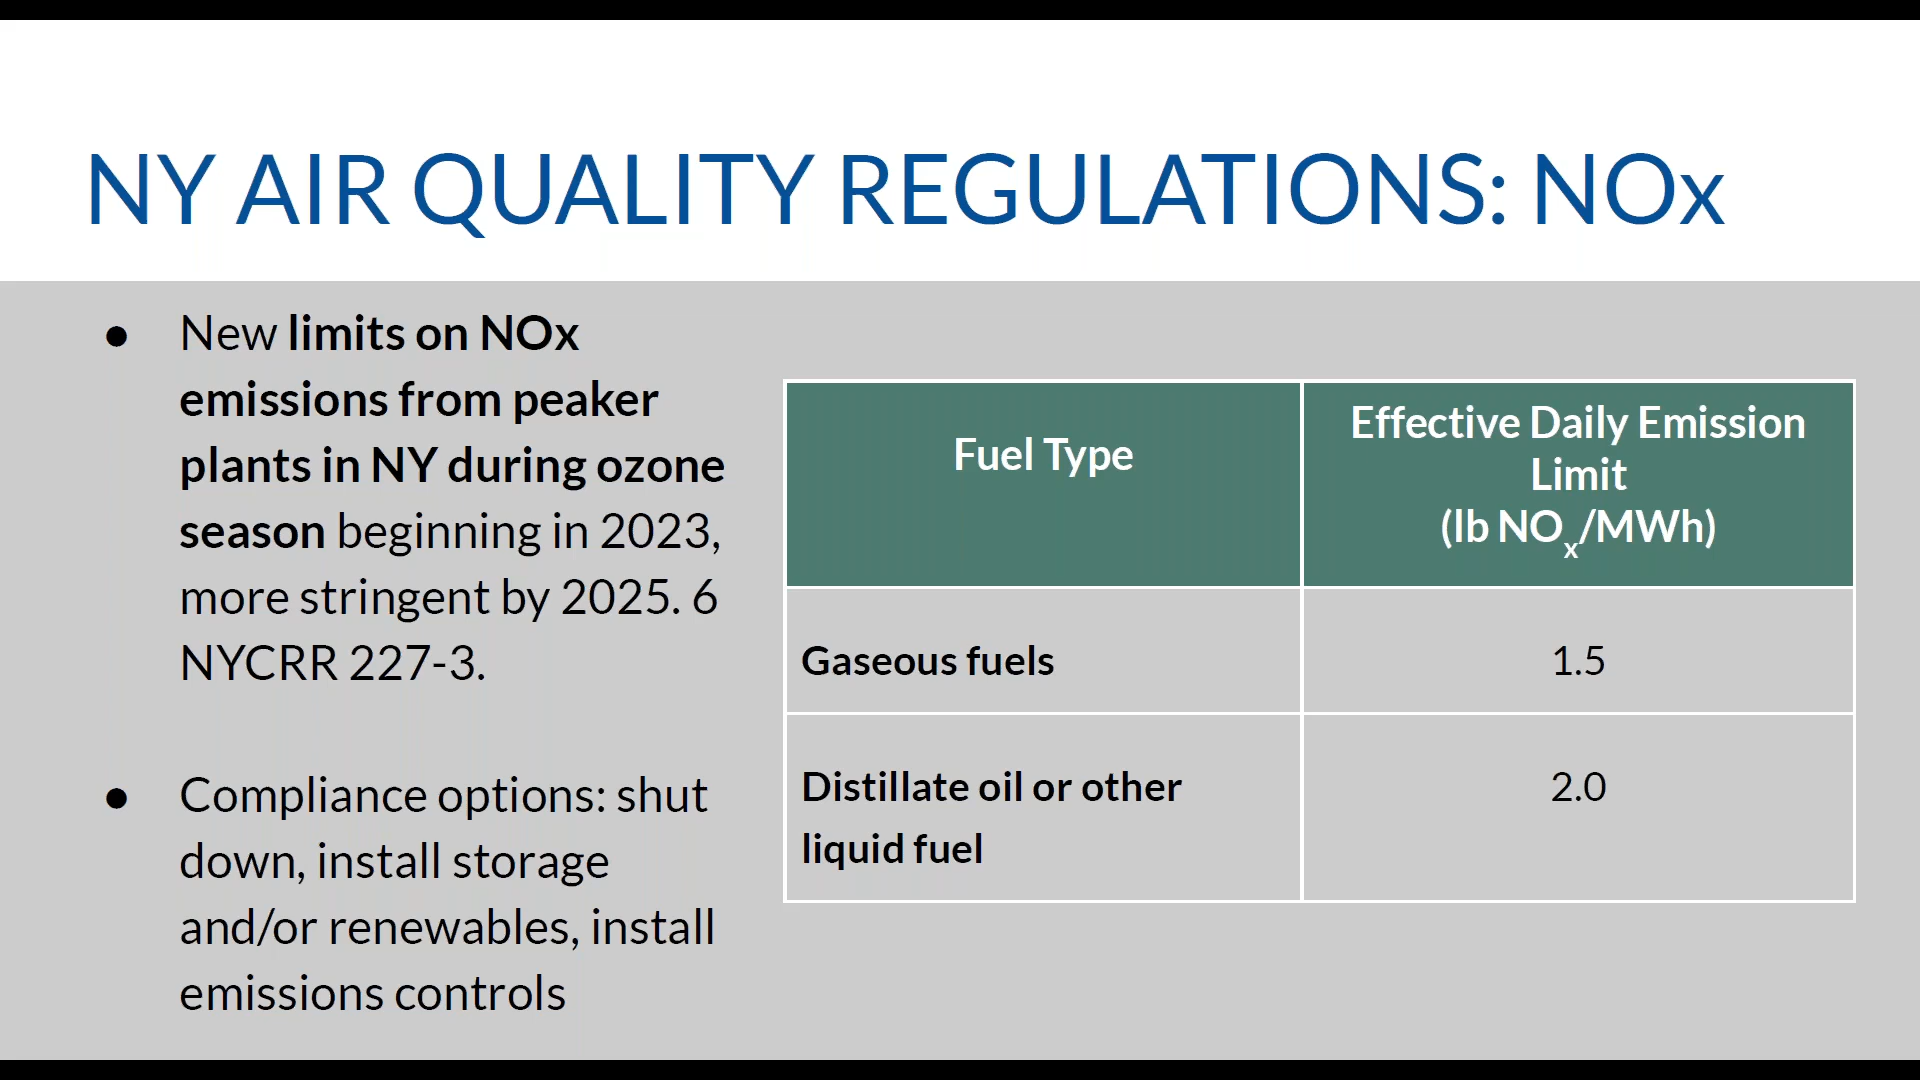 NY AIR QUALITY REGULATIONS: NOx
● New limits on NOx
emissions from peaker
plants in NY during ozone
season beginning in 2023,
more stringent by 2025. 6
NYCRR 227-3.
● Compliance options: shut
down, install storage
and/or renewables, install
emissions controls
Fuel Type
Effective Daily Emission
Limit
(lb NOx/MWh)
Gaseous fuels
1.5
Distillate oil or other
liquid fuel
2.0